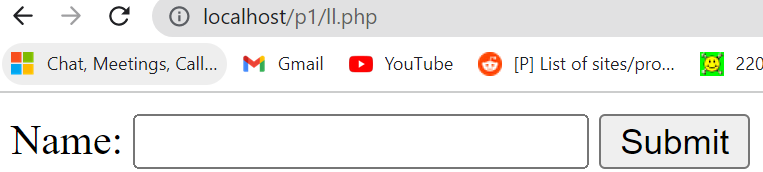 localhost/p1/ll.php
Chat, Meetings, Call... Gmail YouTube [P] List of sites/pro... 220
Name: Submit